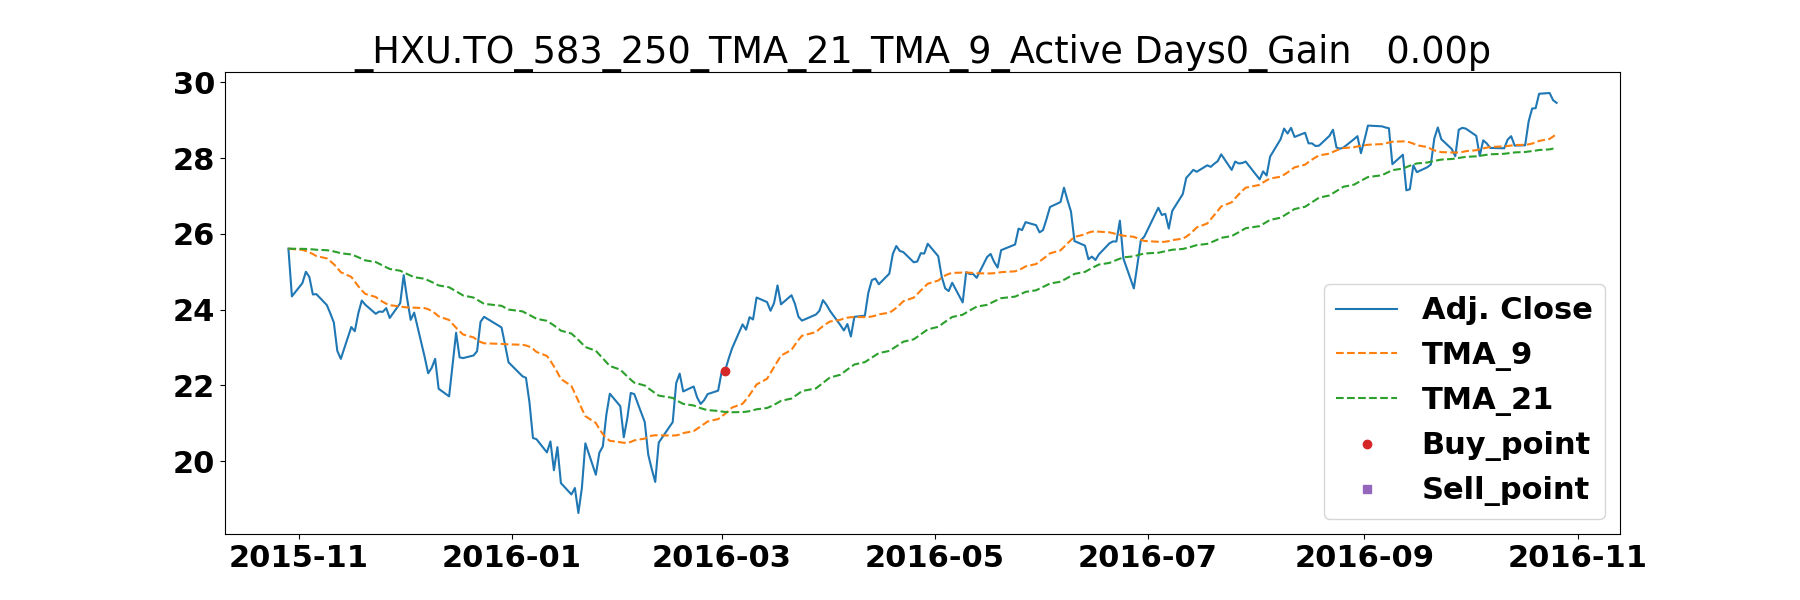 _HXU.TO_583_250_TMA_21_TMA_9_Active Days0_Gain   0.00p
30
28
26
24
22
20
2015-11
2016-01
2016-03
2016-05
2016-07
2016-09
2016-11
Adj. Close
TMA_9
TMA_21
Buy_point
Sell_point